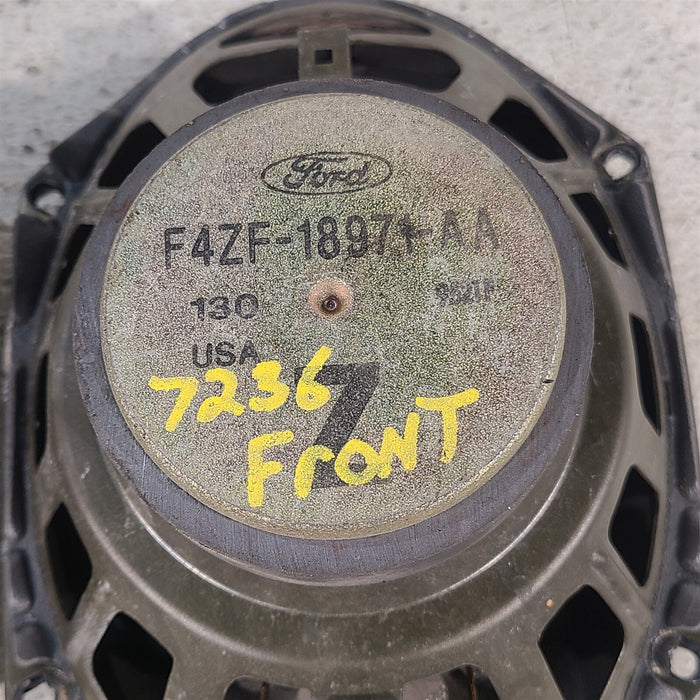 Ford
F4ZF-18971-AA
130
USA
Z
7236
FrONT